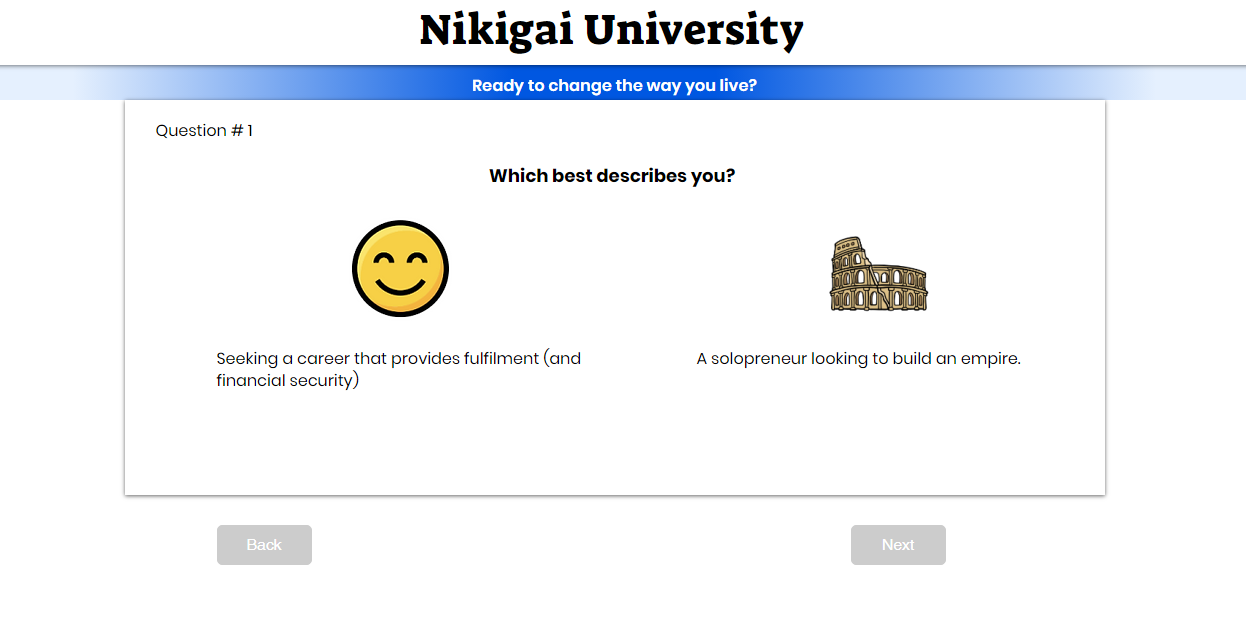 Nikigai University
Ready to change the way you live?
Question # 1
Which best describes you?
Seeking a career that provides fulfilment (and
financial security)
A solopreneur looking to build an empire.
Back
Next